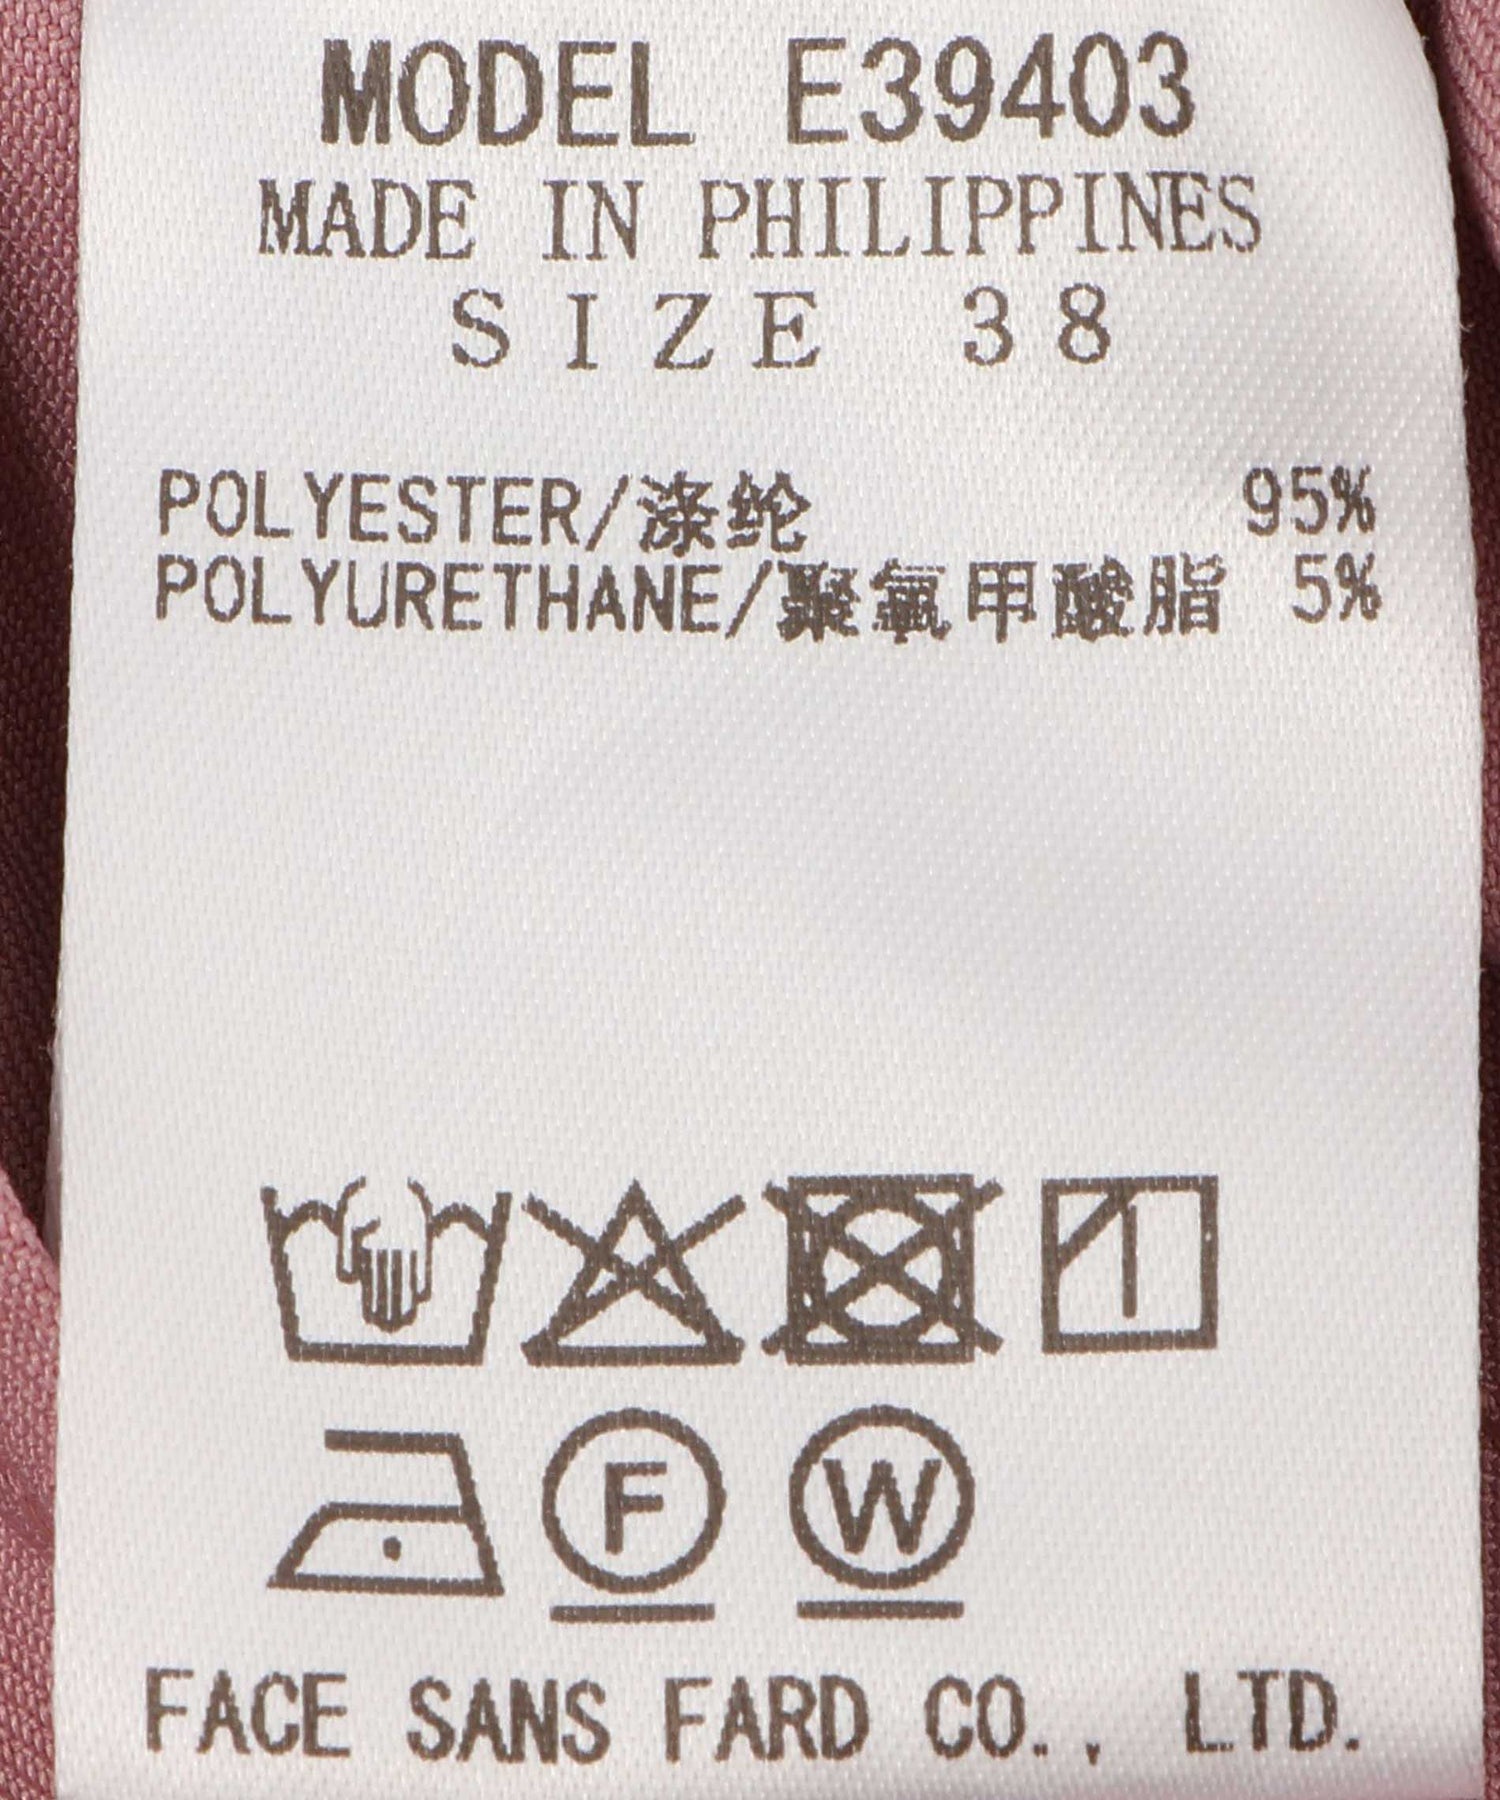 MODEL E39403
MADE IN PHILIPPINES
SIZE 38
POLYESTER/涤纶 95%
POLYURETHANE/聚氨甲酸脂 5%
F W
FACE SANS FARD CO., LTD.